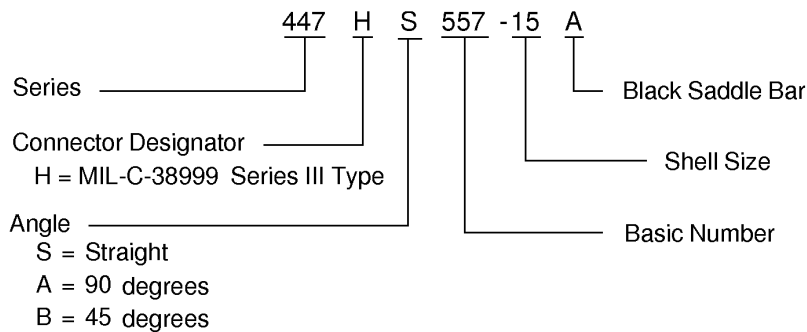 447 H S 557 -15 A
Series
Black Saddle Bar
Connector Designator
H = MIL-C-38999 Series III Type
Shell Size
Angle
S = Straight
A = 90 degrees
B = 45 degrees
Basic Number